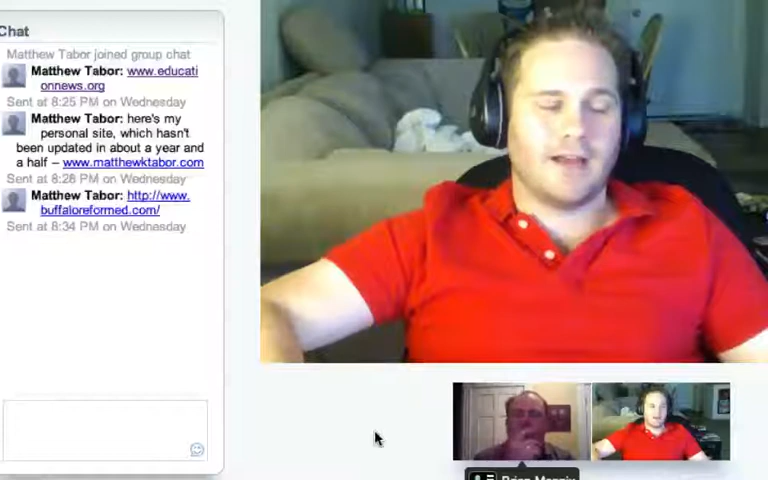 Chat
Matthew Tabor joined group chat
Matthew Tabor: www.educati
onnews.org
Sent at 8:25 PM on Wednesday
Matthew Tabor: here's my
personal site, which hasn't
been updated in about a year and
a half – www.matthewktabor.com
Sent at 8:28 PM on Wednesday
Matthew Tabor: http://www.
buffaloreformed.com/
Sent at 8:34 PM on Wednesday